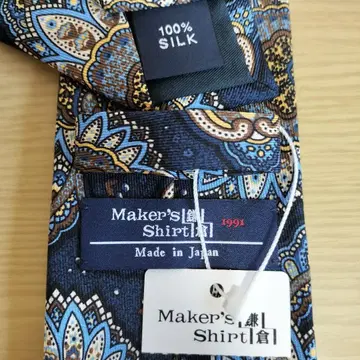 100%
SILK
Maker's 鎌
Shirt 倉 1991
Made in Japan
Maker's 鎌
Shirt 倉